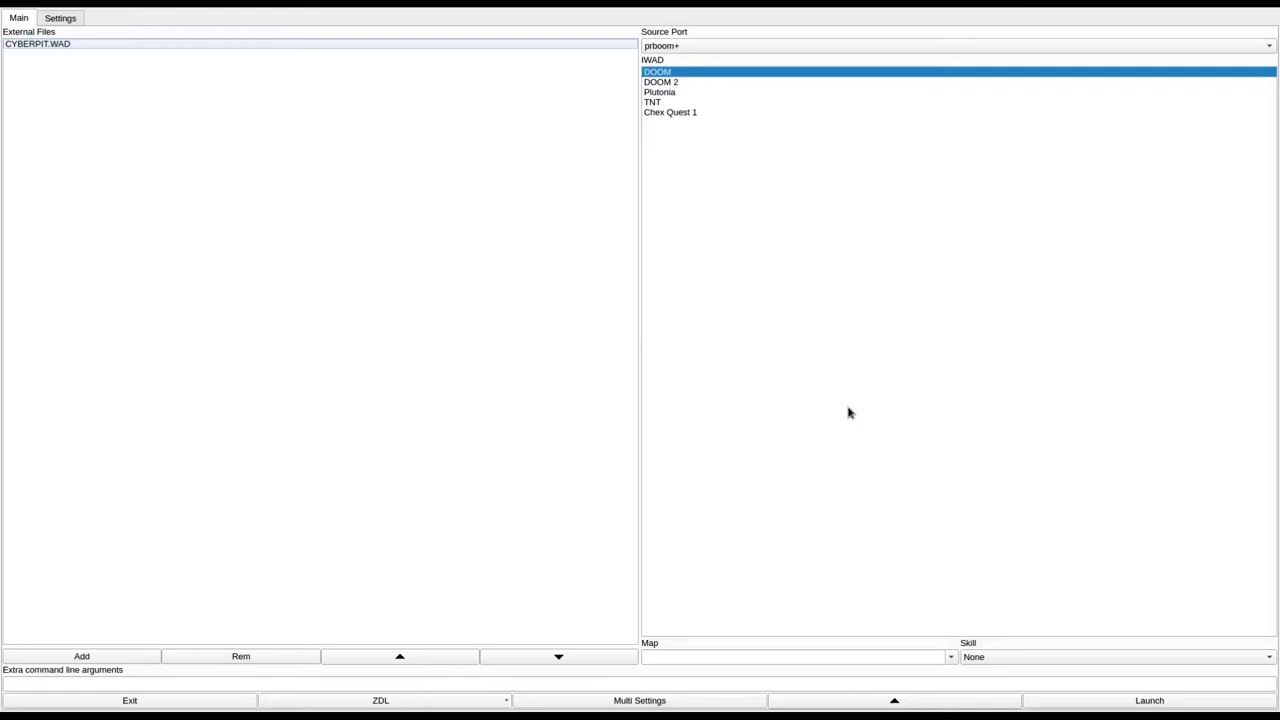 Main
Settings
External Files
CYBERPIT.WAD
Source Port
prboom+
IWAD
DOOM
DOOM 2
Plutonia
TNT
Chex Quest 1
Map
Skill
None
Add
Rem
Extra command line arguments
Exit
ZDL
Multi Settings
Launch